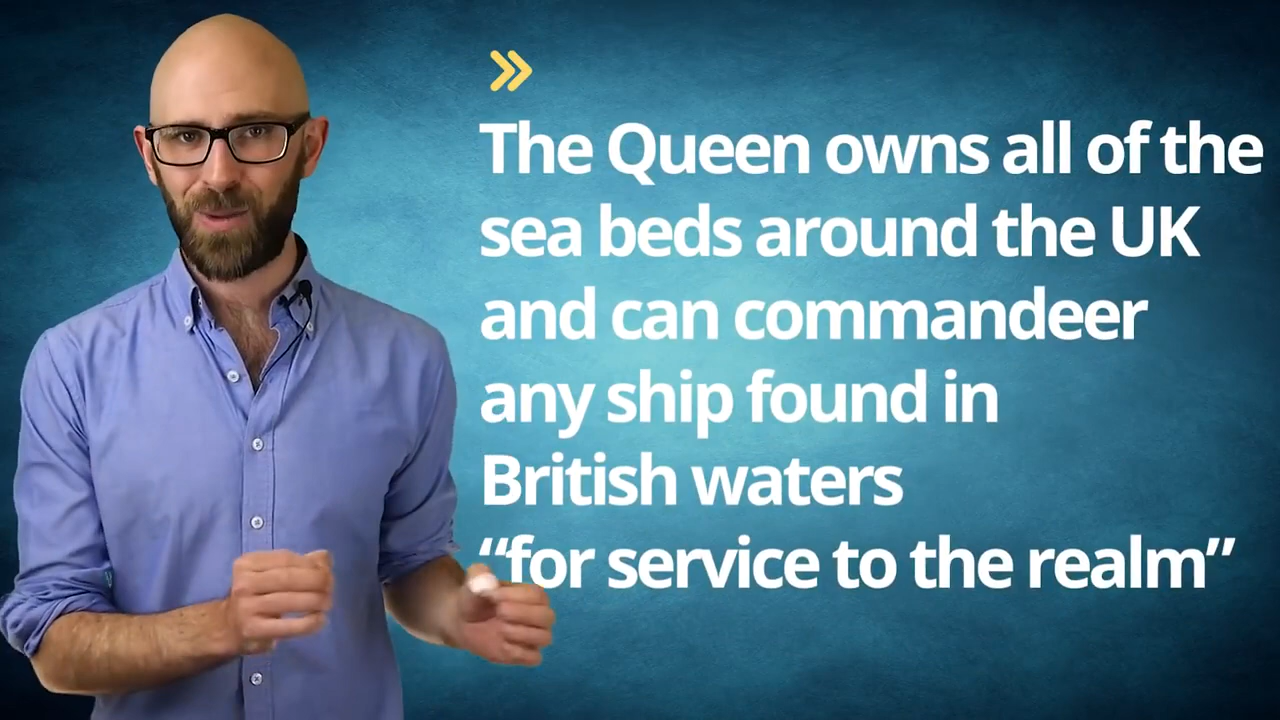 The Queen owns all of the
sea beds around the UK
and can commandeer
any ship found in
British waters
“for service to the realm”